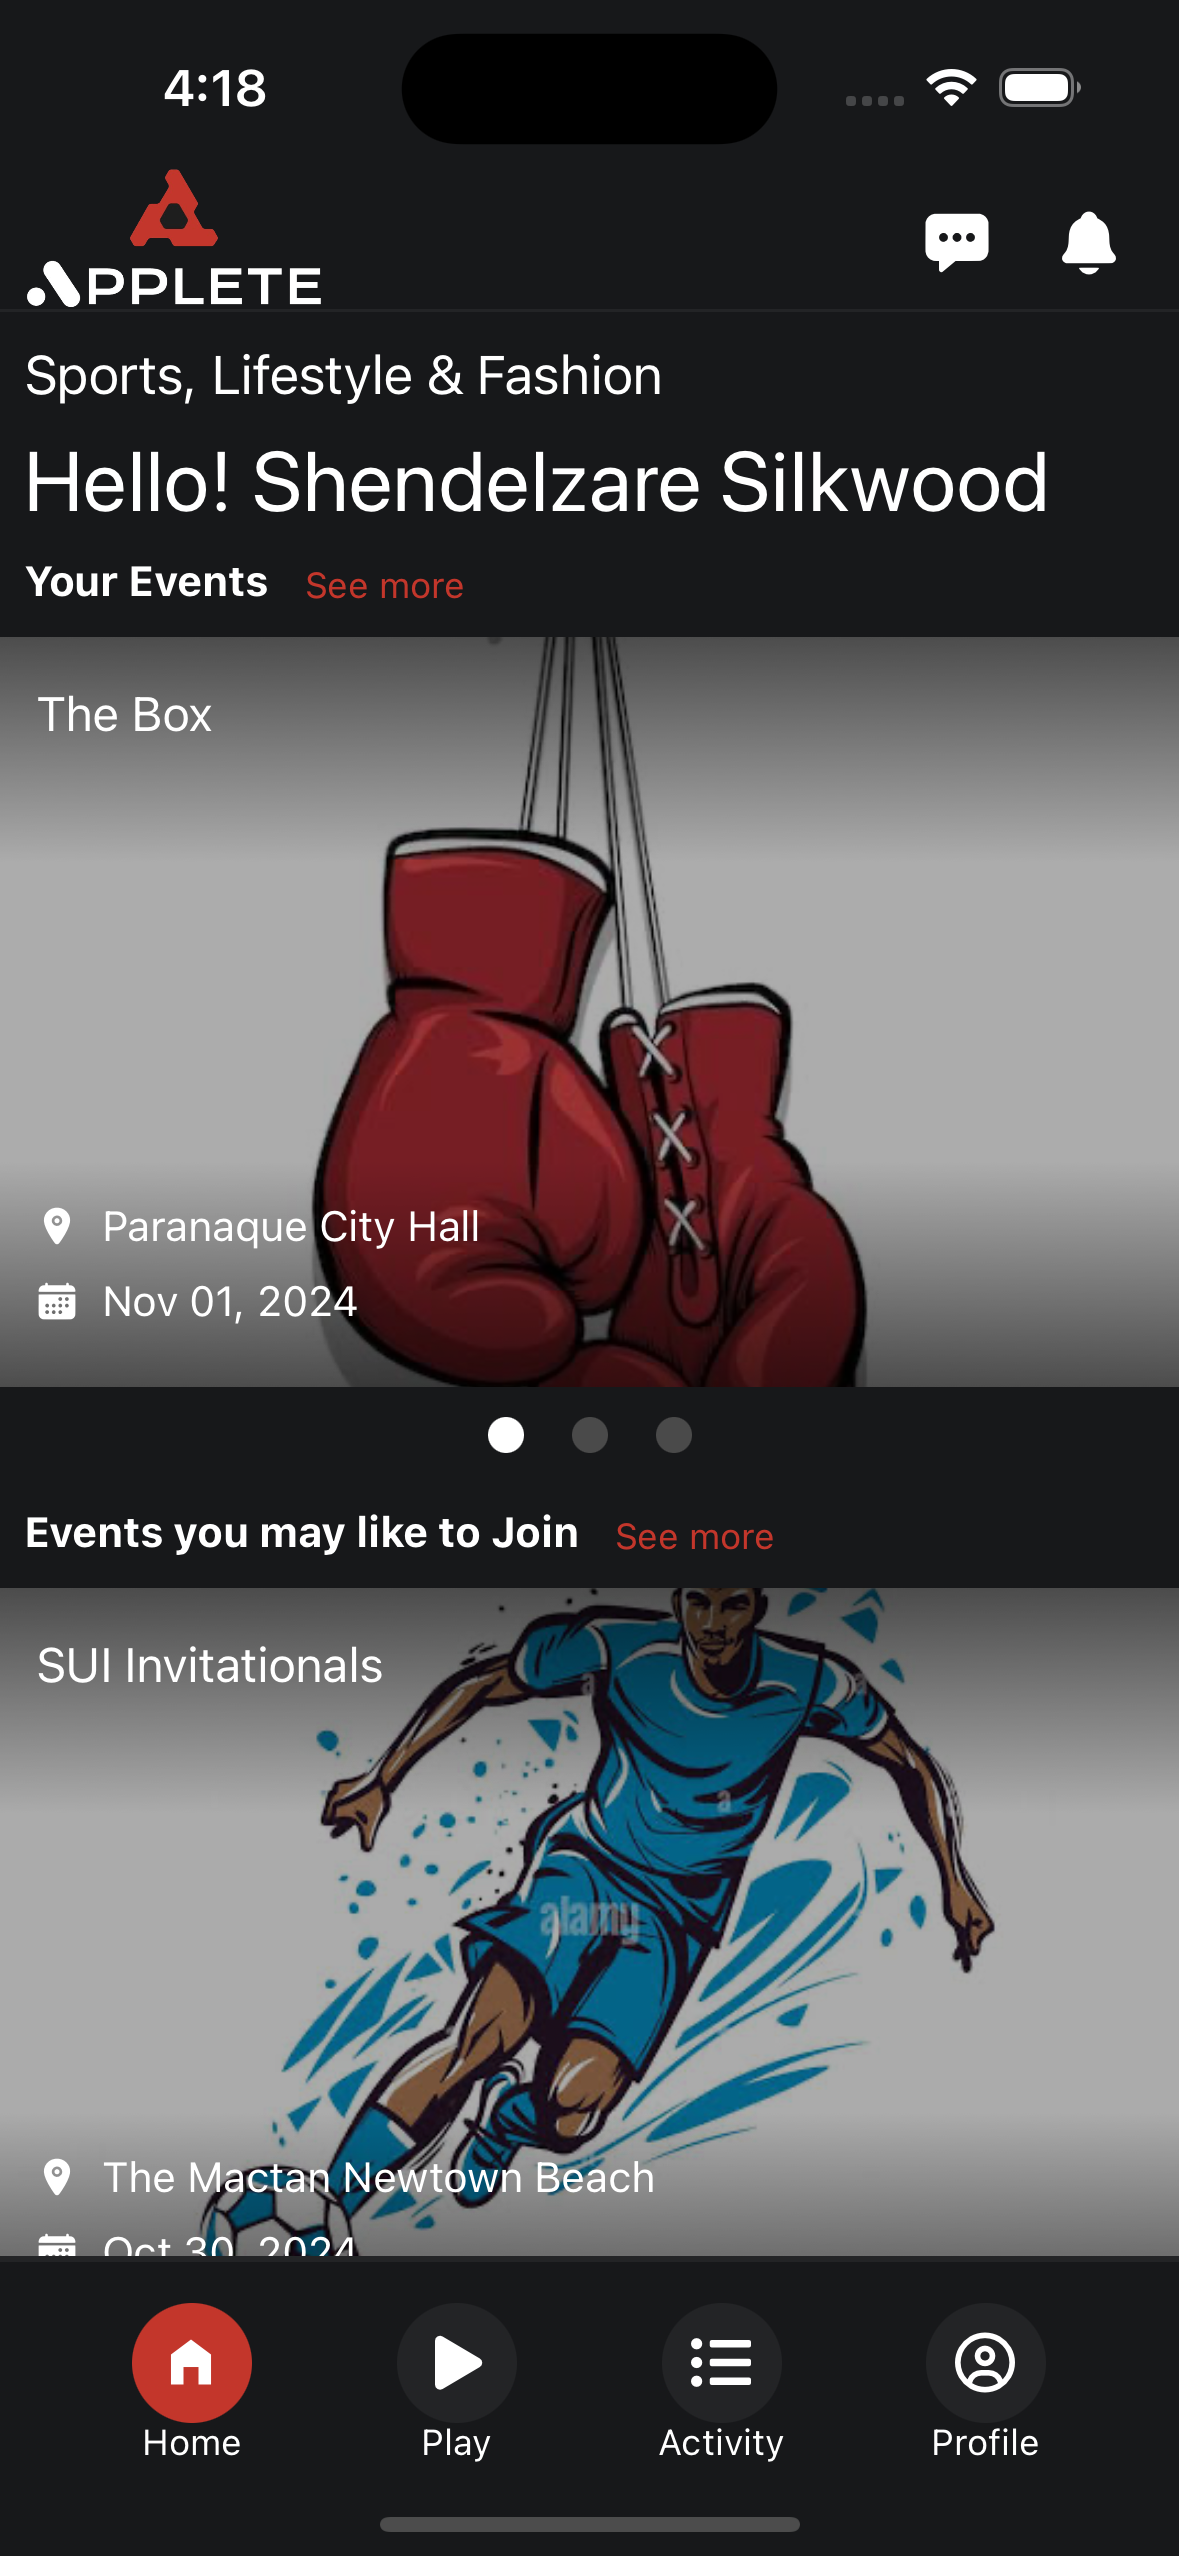 4:18
APPLETE
Sports, Lifestyle & Fashion
Hello! Shendelzare Silkwood
Your Events See more
The Box
Paranaque City Hall
Nov 01, 2024
Events you may like to Join See more
SUI Invitationals
a a
a
alamy
The Mactan Newtown Beach
Oct 30, 2024
Home Play Activity Profile